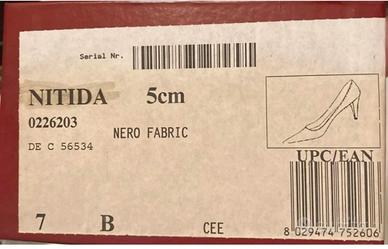 Serial Nr.
NITIDA 5cm
0226203
NERO FABRIC
DE C 56534
UPC/EAN
7 B CEE
8 029474 752606